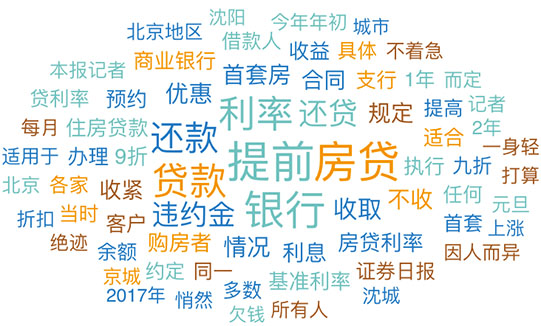 沈阳 今年年初 城市
北京地区 借款人 收益 具体 不着急
本报记者 商业银行 首套房 合同 支行 1年 而定
贷利率 预约 优惠 利率 还贷 规定 提高 记者
每月 住房贷款 还款 适合 2年
适用于 办理 9折 提前 房贷 执行 九折 一身轻
北京 各家 收紧 贷款 银行 不收 任何 打算
折扣 当时 客户 违约金 收取 首套 元旦
绝迹 余额 购房者 情况 利息 房贷利率 上涨
京城 约定 同一 基准利率 证券日报 因人而异
2017年 悄然 多数 沈城
欠钱 所有人